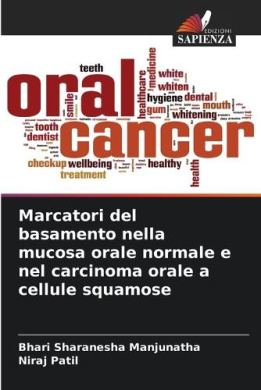 EDIZIONI
SAPIENZA
teeth
oral
smile
tooth
dentist
checkup
wellbeing
treatment
healthcare
medicine
white
whiten
hygiene
dental
gum
mouth
whitening
cancer
healthy
health
Marcatori del
basamento nella
mucosa orale normale e
nel carcinoma orale a
cellule squamose
Bhari Sharanesha Manjunatha
Niraj Patil